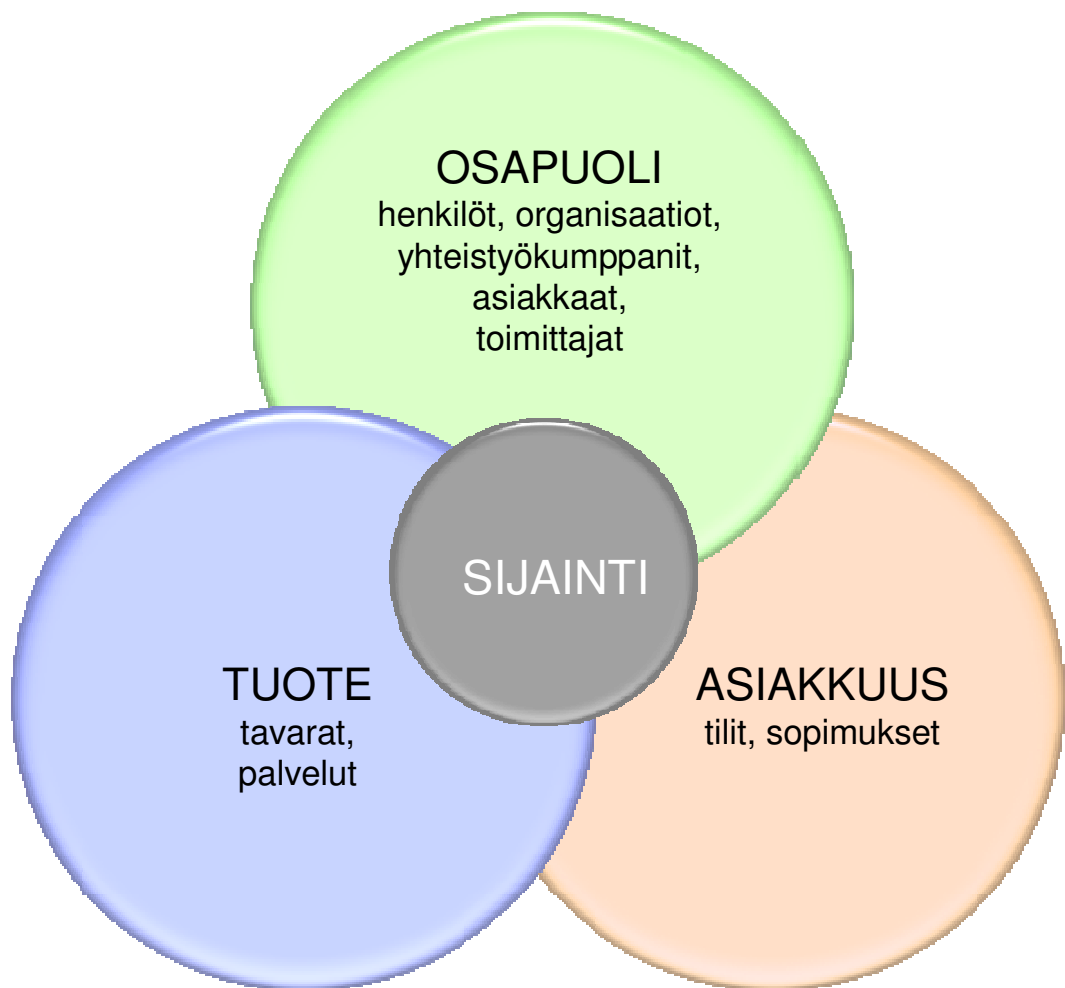 OSAPUOLI
henkilöt, organisaatiot,
yhteistyökumppanit,
asiakkaat,
toimittajat
SIJAINTI
TUOTE
tavarat,
palvelut
ASIAKKUUS
tilit, sopimukset